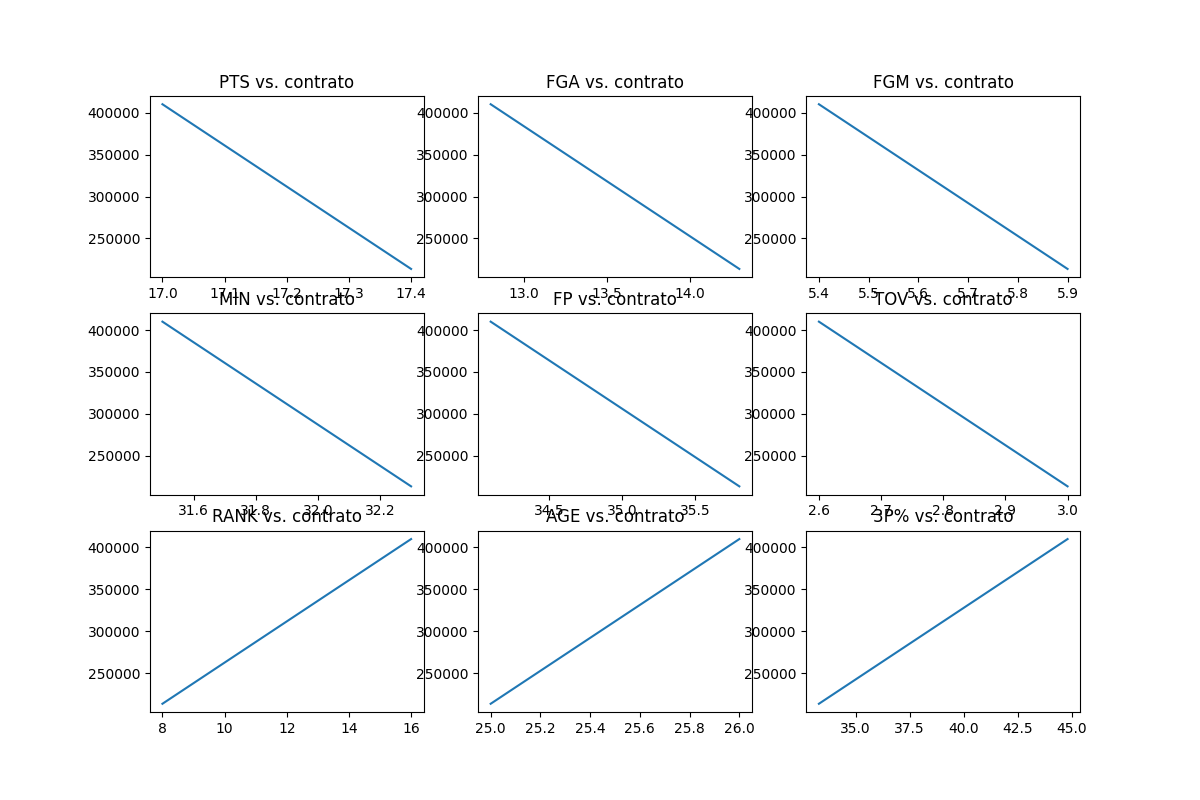 PTS vs. contrato
FGA vs. contrato
FGM vs. contrato
400000
350000
300000
250000
17.0 17.1 17.2 17.3 17.4
400000
350000
300000
250000
13.0 13.5 14.0
400000
350000
300000
250000
5.4 5.5 5.6 5.7 5.8 5.9
MIN vs. contrato
FP vs. contrato
TOV vs. contrato
400000
350000
300000
250000
31.6 31.8 32.0 32.2
400000
350000
300000
250000
34.5 35.0 35.5
400000
350000
300000
250000
2.6 2.7 2.8 2.9 3.0
RANK vs. contrato
AGE vs. contrato
3P% vs. contrato
400000
350000
300000
250000
8 10 12 14 16
400000
350000
300000
250000
25.0 25.2 25.4 25.6 25.8 26.0
400000
350000
300000
250000
35.0 37.5 40.0 42.5 45.0